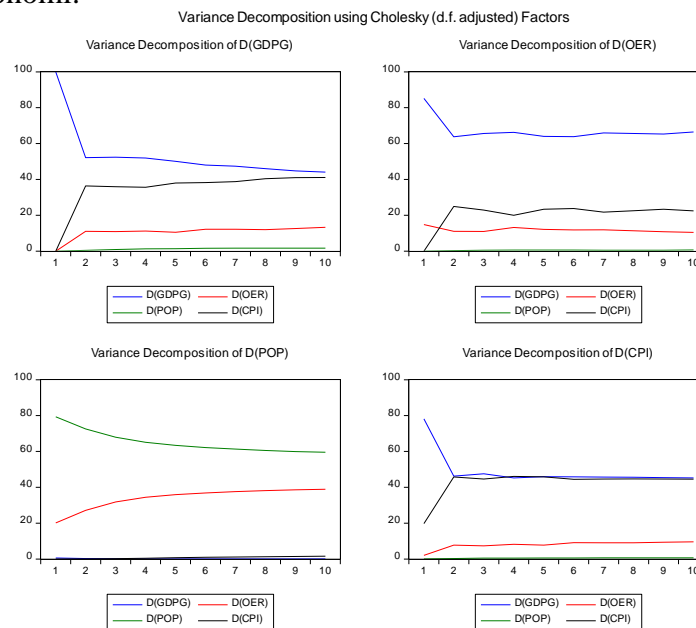 Variance Decomposition using Cholesky (d.f. adjusted) Factors
Variance Decomposition of D(GDPG)
100
80
60
40
20
0
1 2 3 4 5 6 7 8 9 10
D(GDPG) D(OER)
D(POP) D(CPI)
Variance Decomposition of D(OER)
100
80
60
40
20
0
1 2 3 4 5 6 7 8 9 10
D(GDPG) D(OER)
D(POP) D(CPI)
Variance Decomposition of D(POP)
100
80
60
40
20
0
1 2 3 4 5 6 7 8 9 10
D(GDPG) D(OER)
D(POP) D(CPI)
Variance Decomposition of D(CPI)
100
80
60
40
20
0
1 2 3 4 5 6 7 8 9 10
D(GDPG) D(OER)
D(POP) D(CPI)